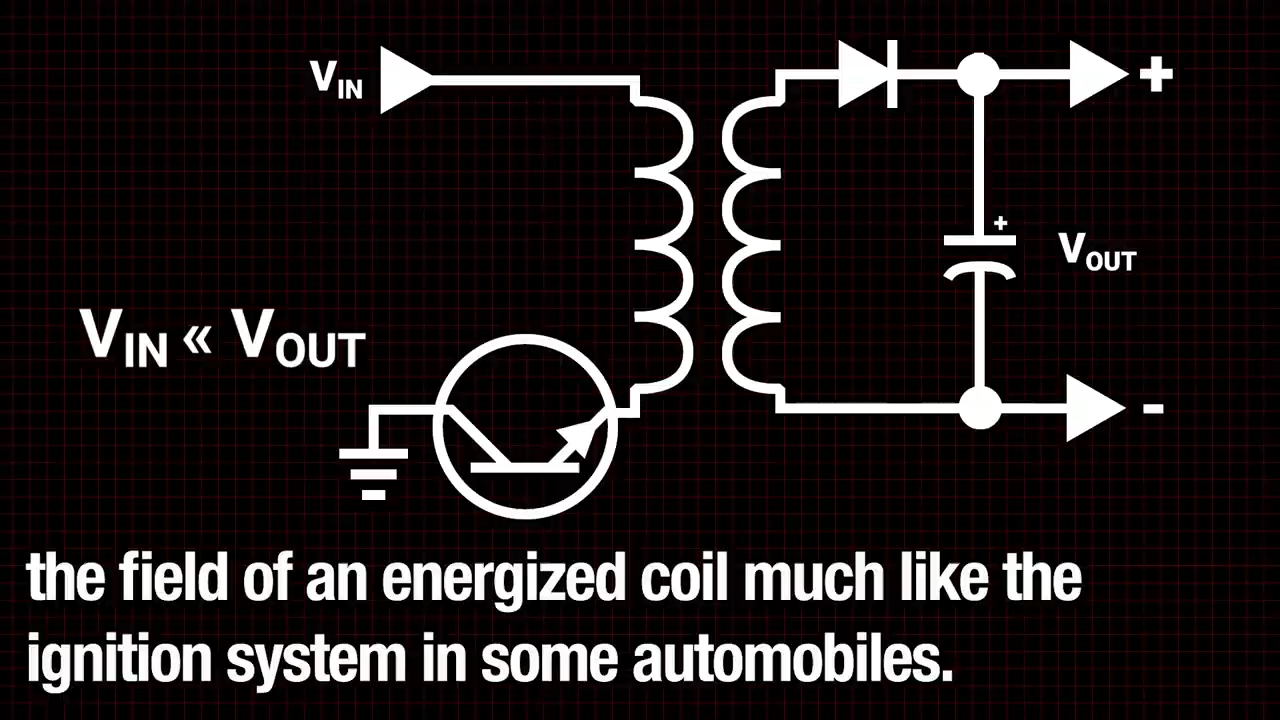 VIN
+
+
VOUT
VIN « VOUT
-
the field of an energized coil much like the
ignition system in some automobiles.